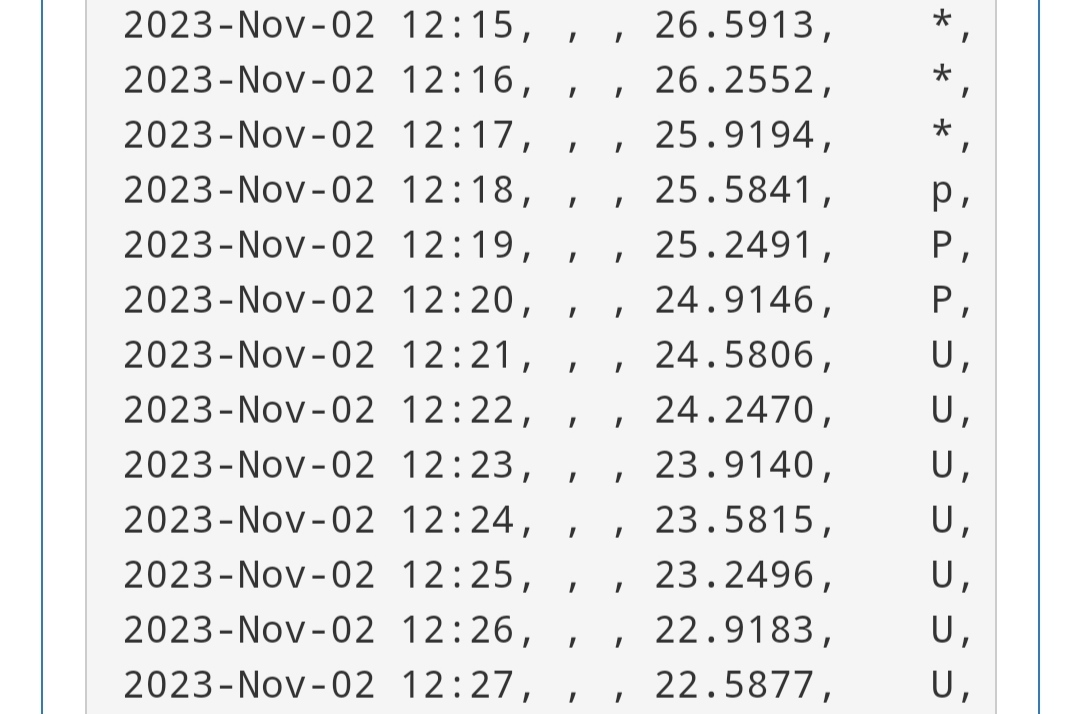 2023-Nov-02 12:15, , , 26.5913,    *,
2023-Nov-02 12:16, , , 26.2552,    *,
2023-Nov-02 12:17, , , 25.9194,    *,
2023-Nov-02 12:18, , , 25.5841,    p,
2023-Nov-02 12:19, , , 25.2491,    P,
2023-Nov-02 12:20, , , 24.9146,    P,
2023-Nov-02 12:21, , , 24.5806,    U,
2023-Nov-02 12:22, , , 24.2470,    U,
2023-Nov-02 12:23, , , 23.9140,    U,
2023-Nov-02 12:24, , , 23.5815,    U,
2023-Nov-02 12:25, , , 23.2496,    U,
2023-Nov-02 12:26, , , 22.9183,    U,
2023-Nov-02 12:27, , , 22.5877,    U,